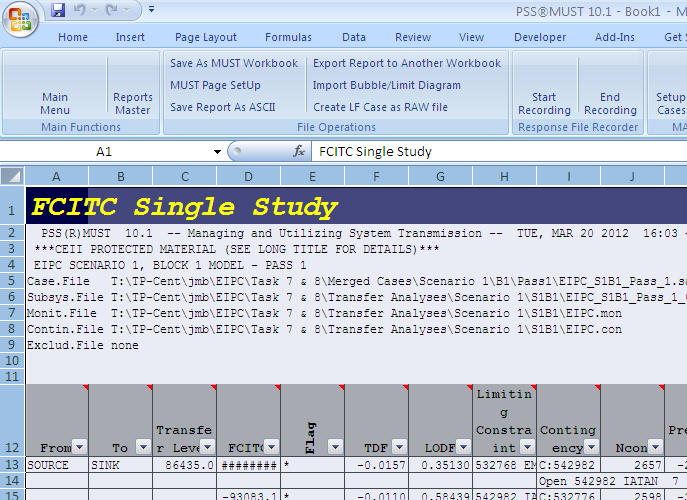 PSS®MUST 10.1 - Book1 - M
Home Insert Page Layout Formulas Data Review View Developer Add-Ins Get S
Save As MUST Workbook Export Report to Another Workbook
MUST Page SetUp Import Bubble/Limit Diagram
Save Report As ASCII Create LF Case as RAW file
Main Menu Reports Master Start Recording End Recording Setup Cases
Main Functions File Operations Response File Recorder MA
A1 fx FCITC Single Study
A B C D E F G H I J
1 FCITC Single Study
2 PSS(R)MUST 10.1 -- Managing and Utilizing System Transmission -- TUE, MAR 20 2012 16:03 -
3 ***CEII PROTECTED MATERIAL (SEE LONG TITLE FOR DETAILS)***
4 EIPC SCENARIO 1, BLOCK 1 MODEL - PASS 1
5 Case.File T:\TP-Cent\jmb\EIPC\Task 7 & 8\Merged Cases\Scenario 1\B1\Pass1\EIPC_S1B1_Pass_1.sa
6 Subsys.File T:\TP-Cent\jmb\EIPC\Task 7 & 8\Transfer Analyses\Scenario 1\S1B1\EIPC_S1B1_Pass_1_
7 Monit.File T:\TP-Cent\jmb\EIPC\Task 7 & 8\Transfer Analyses\Scenario 1\S1B1\EIPC.mon
8 Contin.File T:\TP-Cent\jmb\EIPC\Task 7 & 8\Transfer Analyses\Scenario 1\S1B1\EIPC.con
9 Exclud.File none
10
11
12 From To Transfe r Leve FCITC Flag TDF LODF Limitin g Constra int Conting ency Ncon Pre
13 SOURCE SINK 86435.0 ######## * -0.0157 0.35130 532768 EM C:542982 2657 -2
14 Open 542982 IATAN 7
15 -93083.1 * -0.0110 0.58439 542982 IA C:532776 2598 -2